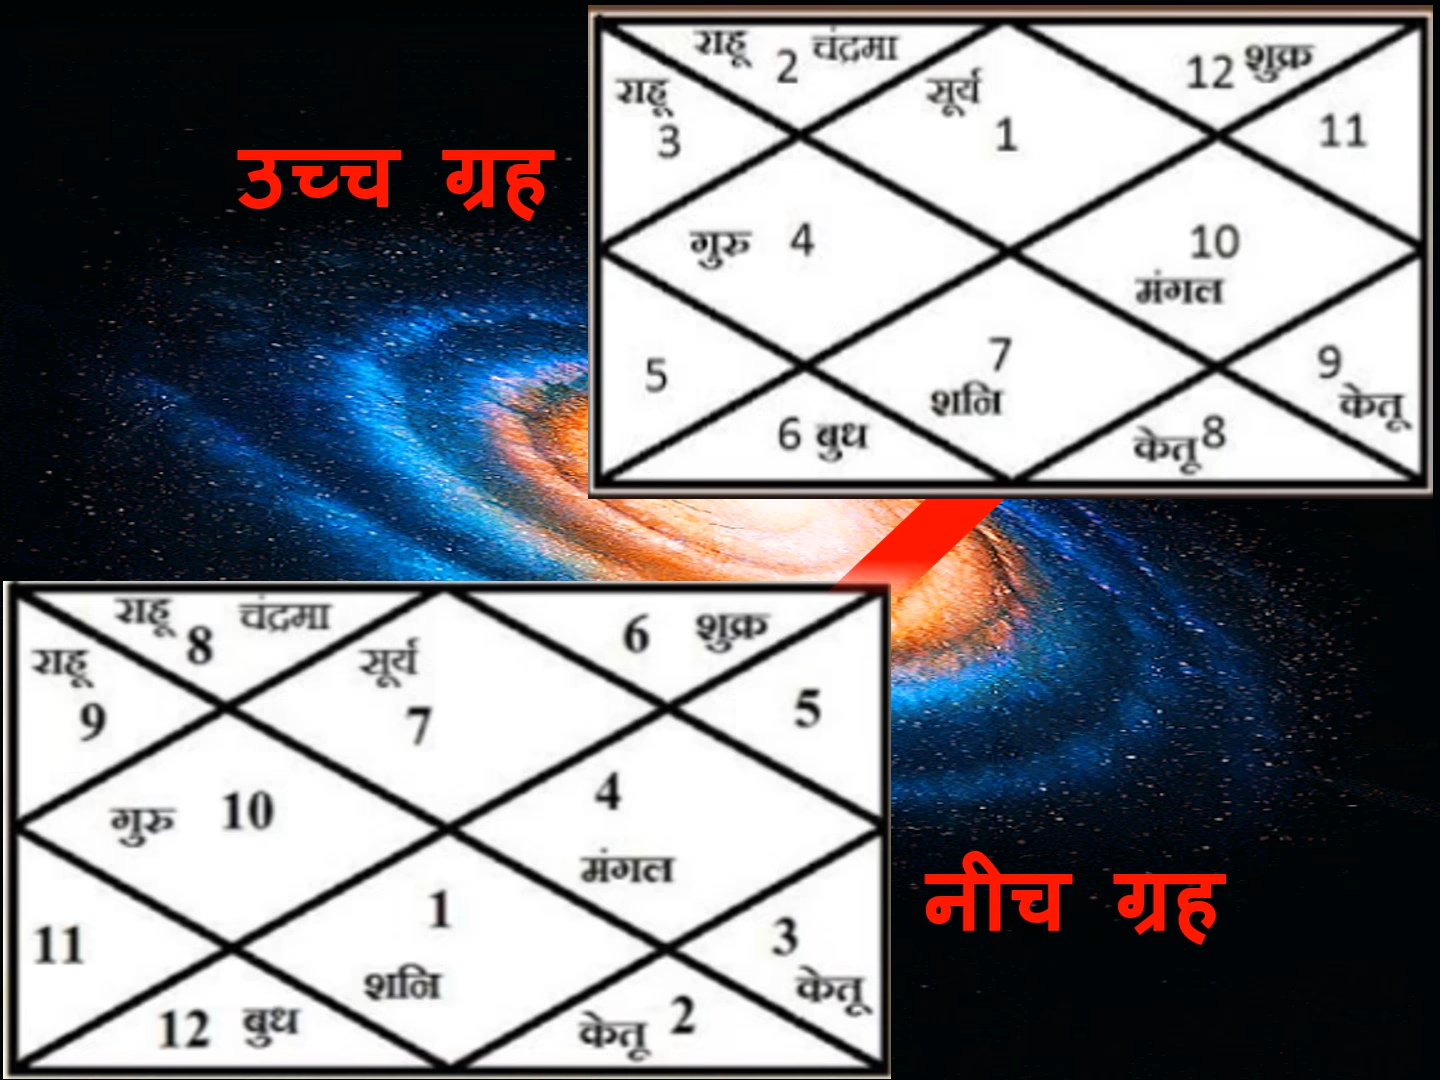 राहू 2 चंद्रमा
12 शुक्र
राहू
सूर्य
3
1
11
उच्च ग्रह
गुरु 4
10
मंगल
5
7
9
शनि
केतू
6 बुध
केतू 8
राहू 8 चंद्रमा
6 शुक्र
राहू
सूर्य
9
7
5
गुरु 10
4
मंगल
नीच ग्रह
11
1
3
शनि
केतू
12 बुध
केतू 2